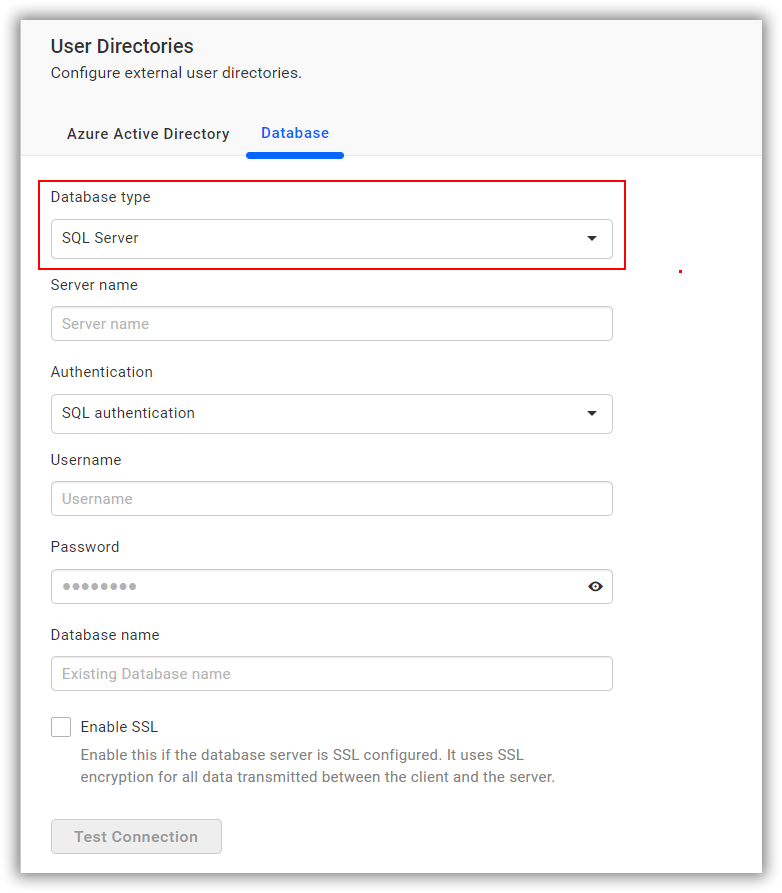 User Directories
Configure external user directories.
Azure Active Directory Database
Database type
SQL Server
Server name
Server name
Authentication
SQL authentication
Username
Username
Password
●●●●●●●●
Database name
Existing Database name
Enable SSL
Enable this if the database server is SSL configured. It uses SSL
encryption for all data transmitted between the client and the server.
Test Connection